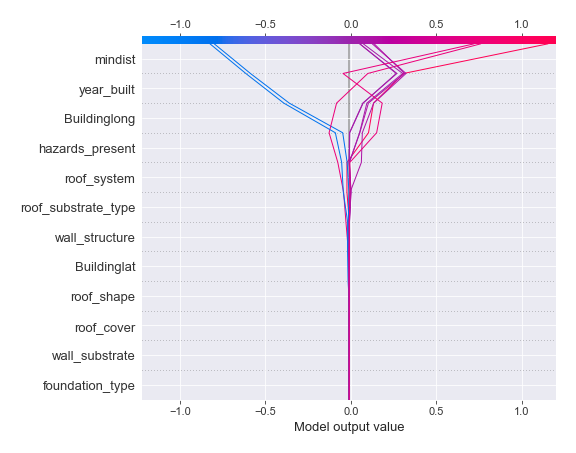 −1.0 −0.5 0.0 0.5 1.0
mindist
year_built
Buildinglong
hazards_present
roof_system
roof_substrate_type
wall_structure
Buildinglat
roof_shape
roof_cover
wall_substrate
foundation_type
−1.0 −0.5 0.0 0.5 1.0
Model output value